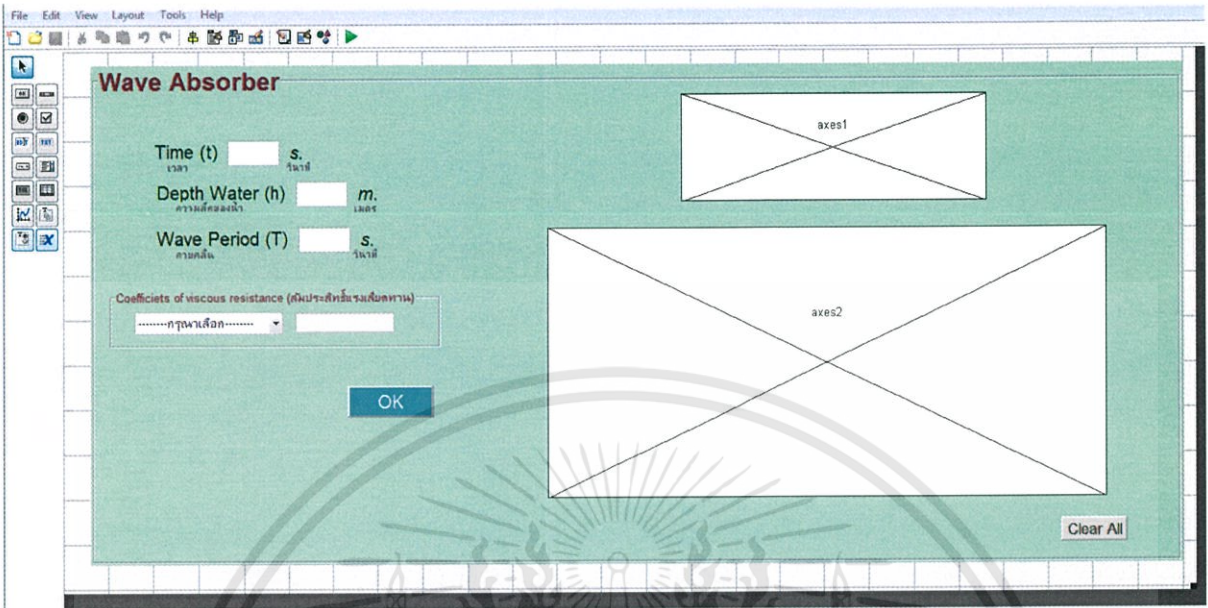 File Edit View Layout Tools Help
Wave Absorber
axes1
Time (t) s.
เวลา วินาที
Depth Water (h) m.
ความลึกของน้ำ เมตร
Wave Period (T) s.
คาบคลื่น วินาที
Coefficiets of viscous resistance (สัมประสิทธิ์แรงเสียดทาน)
--------กรุณาเลือก--------
axes2
OK
Clear All